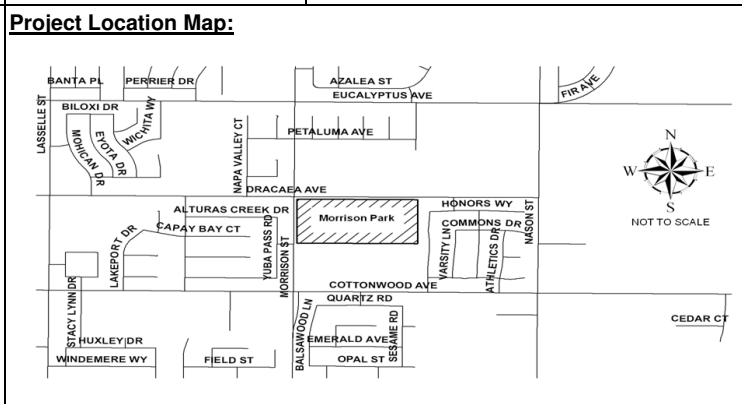 Project Location Map:
BANTA PL
PERRIER DR
AZALEA ST
EUCALYPTUS AVE
FIR AVE
LASSELLE ST
BILOXI DR
WICHITA WY
EYOTA DR
MOHICAN DR
NAPA VALLEY CT
PETALUMA AVE
N
W
E
S
NOT TO SCALE
DRACAEA AVE
ALTURAS CREEK DR
Morrison Park
HONORS WY
COMMONS DR
NASON ST
CAPAY BAY CT
LAKEPORT DR
YUBA PASS RD
MORRISON ST
VARSITY LN
ATHLETICS DR
COTTONWOOD AVE
STACY LYNN DR
BALSAWOOD LN
QUARTZ RD
SESAME RD
CEDAR CT
HUXLEY DR
EMERALD AVE
WINDEMERE WY
FIELD ST
OPAL ST